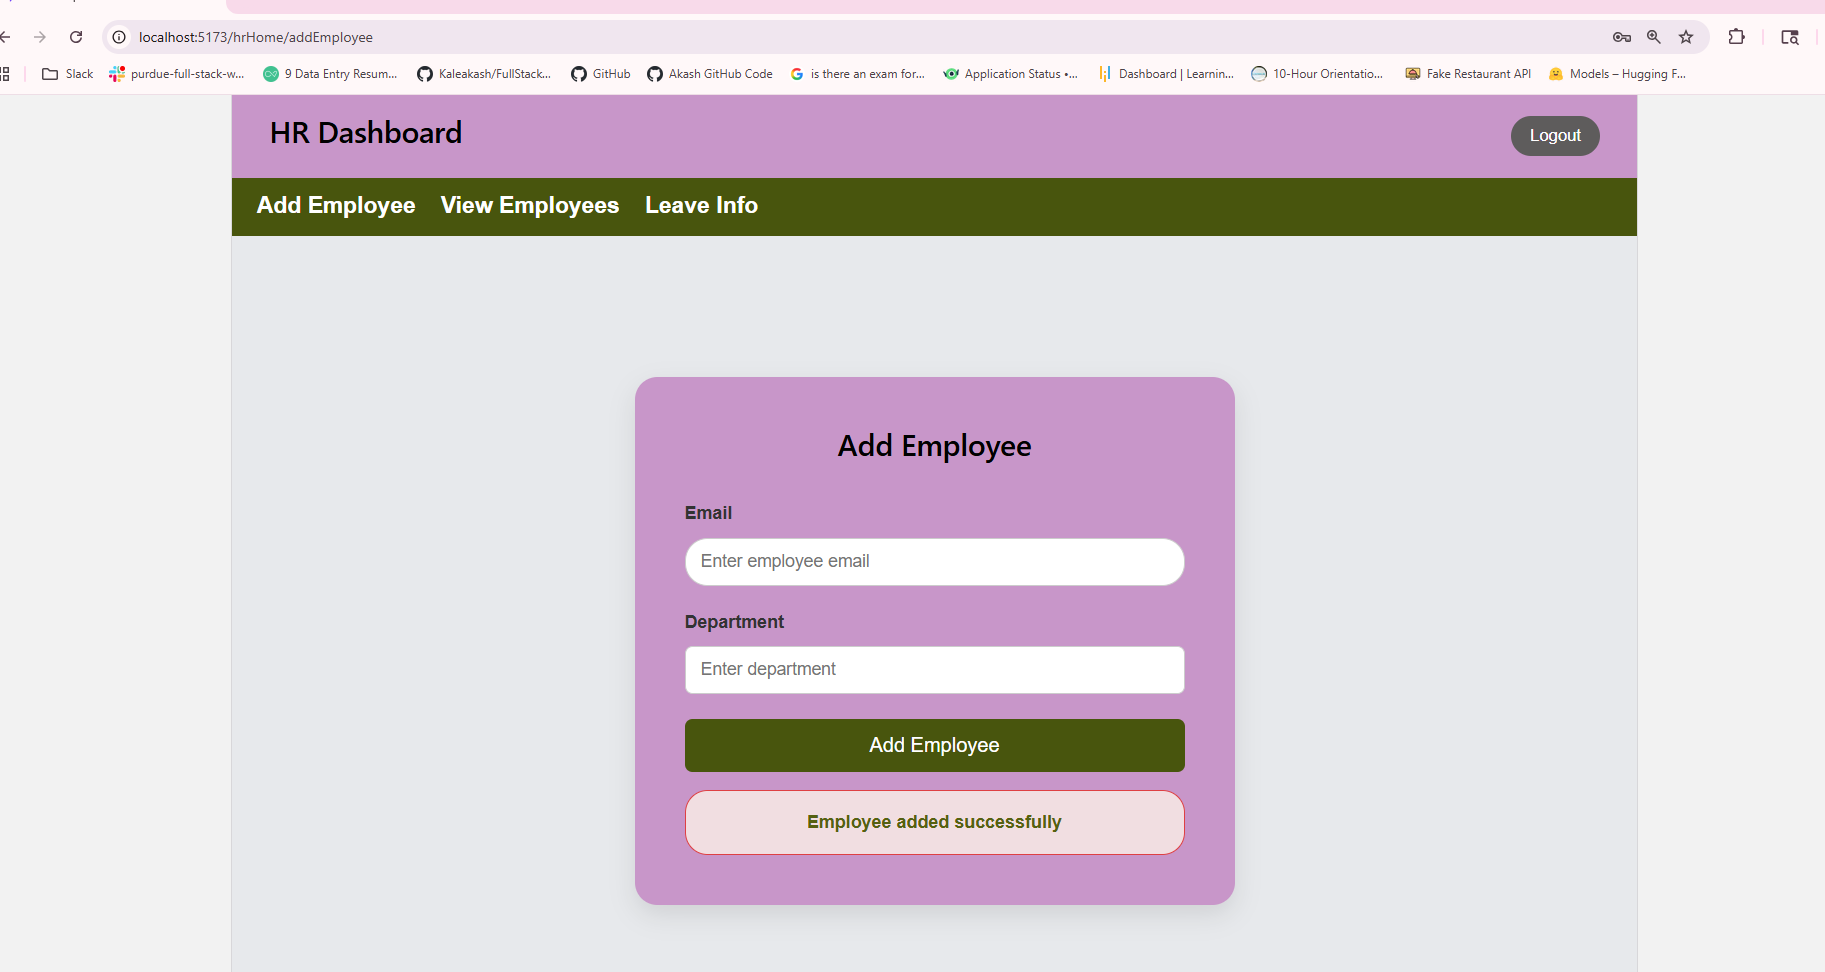 localhost:5173/hrHome/addEmployee
Slack
purdue-full-stack-w...
9 Data Entry Resum...
Kaleakash/FullStack...
GitHub
Akash GitHub Code
is there an exam for...
Application Status •...
Dashboard | Learnin...
10-Hour Orientatio...
Fake Restaurant API
Models – Hugging F...
HR Dashboard
Logout
Add Employee
View Employees
Leave Info
Add Employee
Email
Enter employee email
Department
Enter department
Add Employee
Employee added successfully